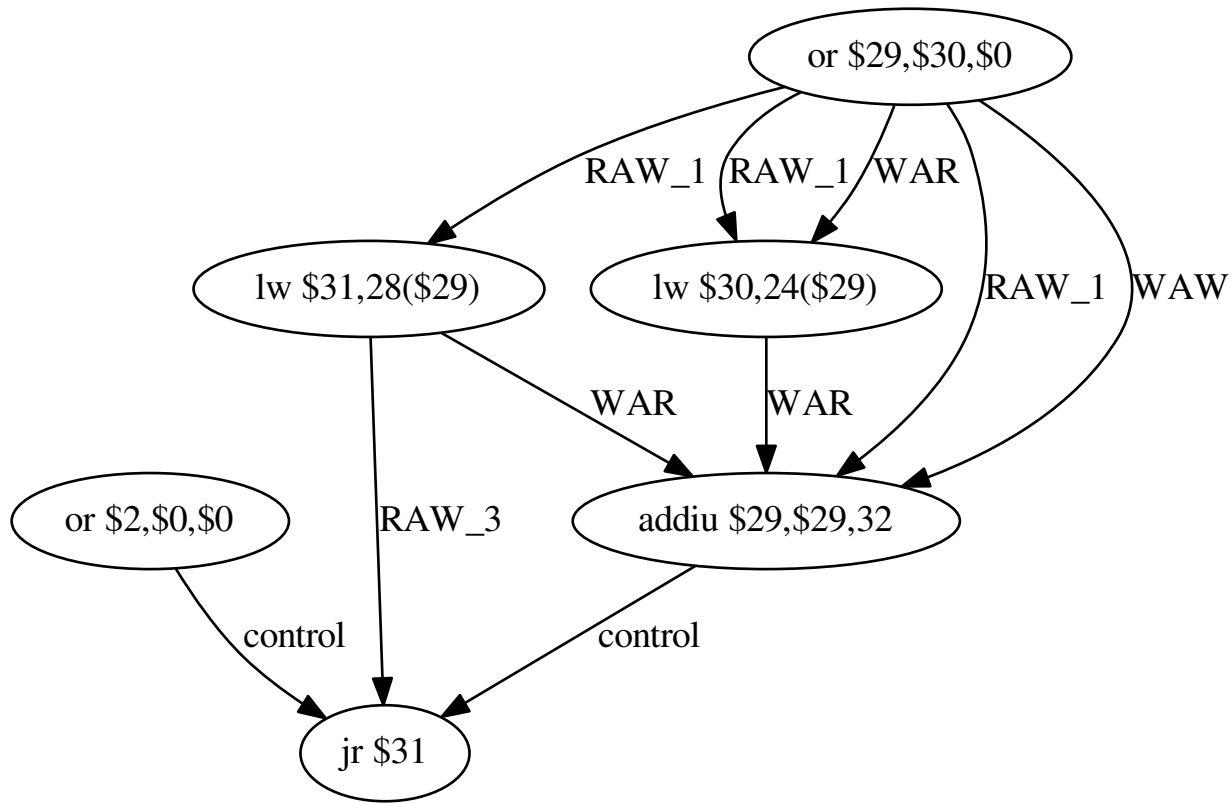 or $29,$30,$0
RAW_1
RAW_1
WAR
lw $31,28($29)
lw $30,24($29)
RAW_1
WAW
WAR
WAR
or $2,$0,$0
RAW_3
addiu $29,$29,32
control
control
jr $31